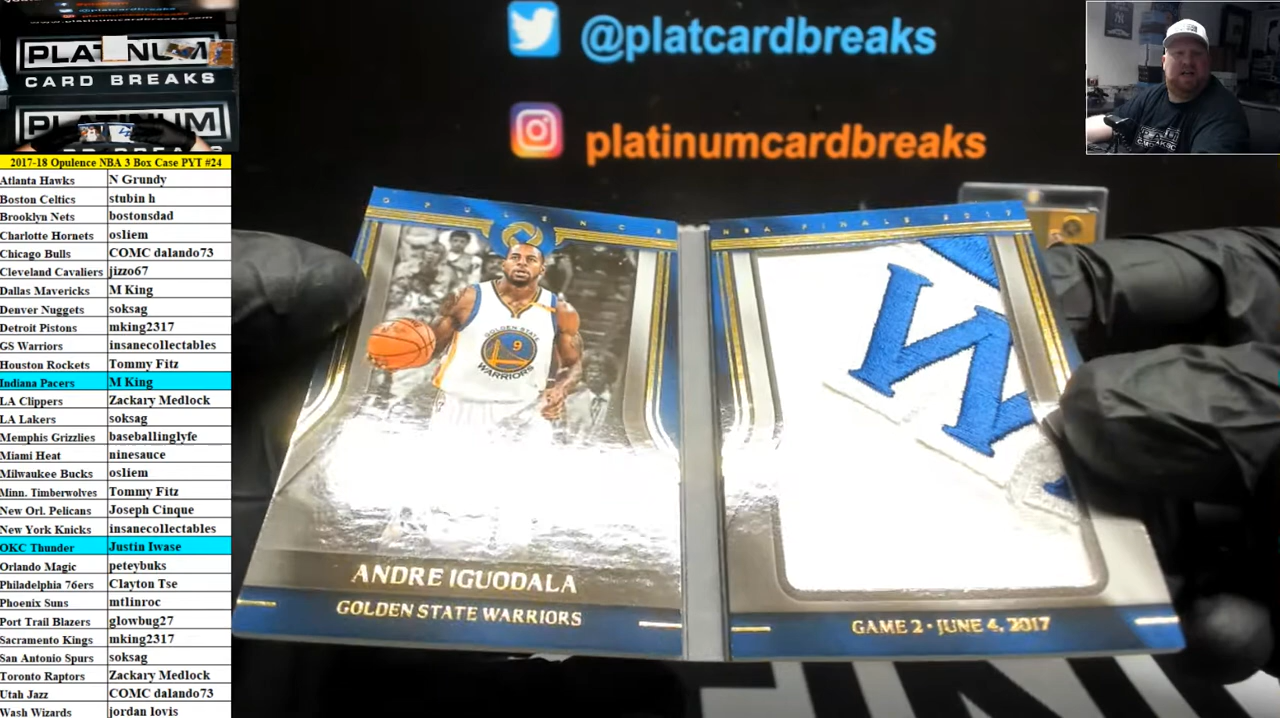 www.platinumcardbreaks.com
PLATINUM
CARD BREAKS
PLATINUM
2017-18 Opulence NBA 3 Box Case PYT #24
Atlanta Hawks N Grundy
Boston Celtics stubin h
Brooklyn Nets bostonsdad
Charlotte Hornets osliem
Chicago Bulls COMC dalando73
Cleveland Cavaliers jizzo67
Dallas Mavericks M King
Denver Nuggets soksag
Detroit Pistons mking2317
GS Warriors insanecollectables
Houston Rockets Tommy Fitz
Indiana Pacers M King
LA Clippers Zackary Medlock
LA Lakers soksag
Memphis Grizzlies baseballinglyfe
Miami Heat ninesauce
Milwaukee Bucks osliem
Minn. Timberwolves Tommy Fitz
New Orl. Pelicans Joseph Cinque
New York Knicks insanecollectables
OKC Thunder Justin Iwase
Orlando Magic peteybuks
Philadelphia 76ers Clayton Tse
Phoenix Suns mtlinroc
Port Trail Blazers glowbug27
Sacramento Kings mking2317
San Antonio Spurs soksag
Toronto Raptors Zackary Medlock
Utah Jazz COMC dalando73
Wash Wizards jordan lovis
@platcardbreaks
platinumcardbreaks
OPULENCE
NBA FINALS 2017
GOLDEN STATE
9
WARRIORS
ANDRE IGUODALA
GOLDEN STATE WARRIORS
GAME 2 • JUNE 4, 2017